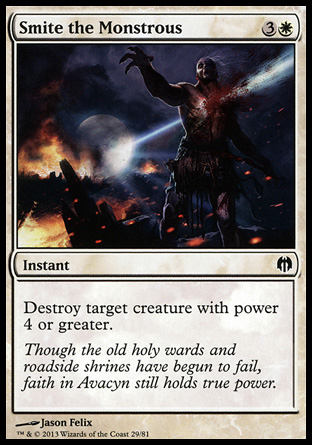 Smite the Monstrous 3
Instant
Destroy target creature with power
4 or greater.
Though the old holy wards and
roadside shrines have begun to fail,
faith in Avacyn still holds true power.
Jason Felix
™ & © 2013 Wizards of the Coast 29/81